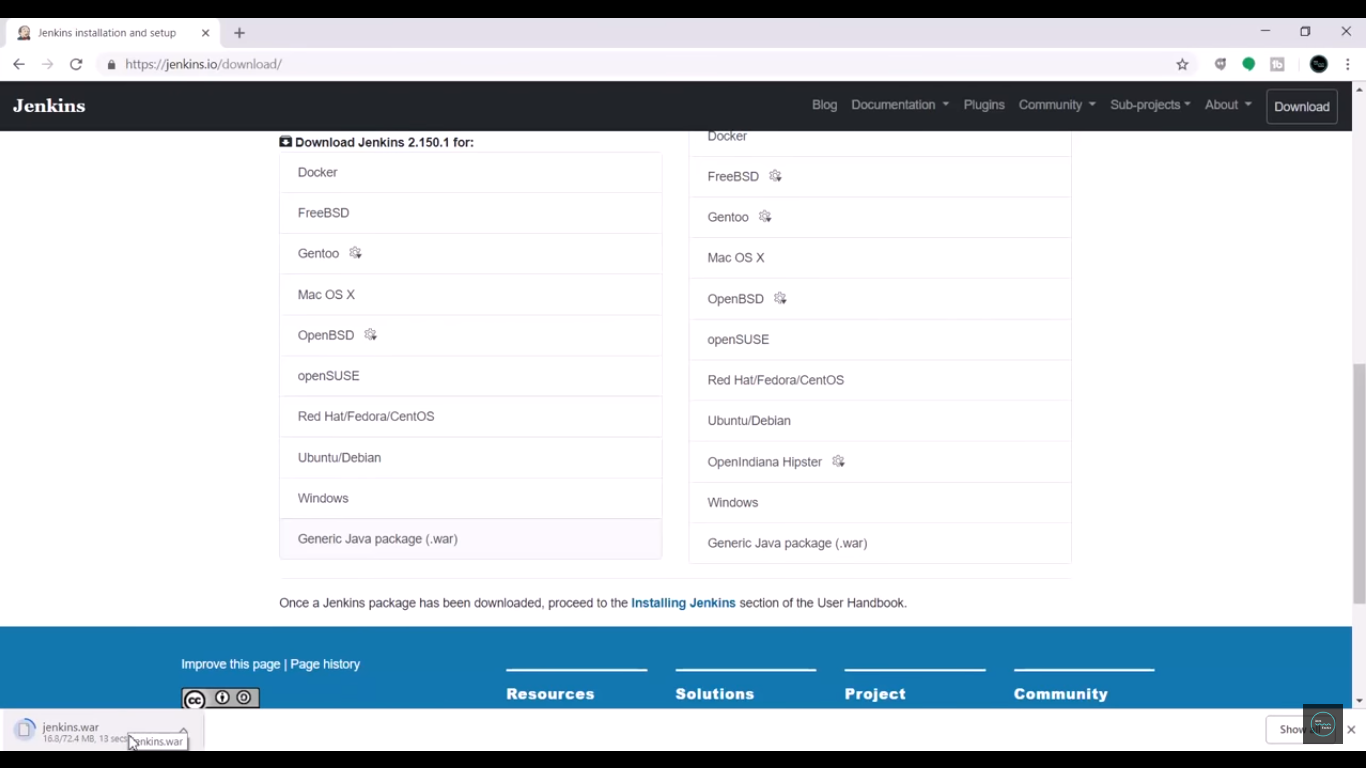 Jenkins installation and setup
https://jenkins.io/download/
Jenkins
Blog
Documentation
Plugins
Community
Sub-projects
About
Download
Download Jenkins 2.150.1 for:
Docker
FreeBSD
Gentoo
Mac OS X
OpenBSD
openSUSE
Red Hat/Fedora/CentOS
Ubuntu/Debian
Windows
Generic Java package (.war)
Docker
FreeBSD
Gentoo
Mac OS X
OpenBSD
openSUSE
Red Hat/Fedora/CentOS
Ubuntu/Debian
OpenIndiana Hipster
Windows
Generic Java package (.war)
Once a Jenkins package has been downloaded, proceed to the Installing Jenkins section of the User Handbook.
Improve this page | Page history
cc
Resources
Solutions
Project
Community
jenkins.war
16.8/72.4 MB, 13 secs
jenkins.war
Show